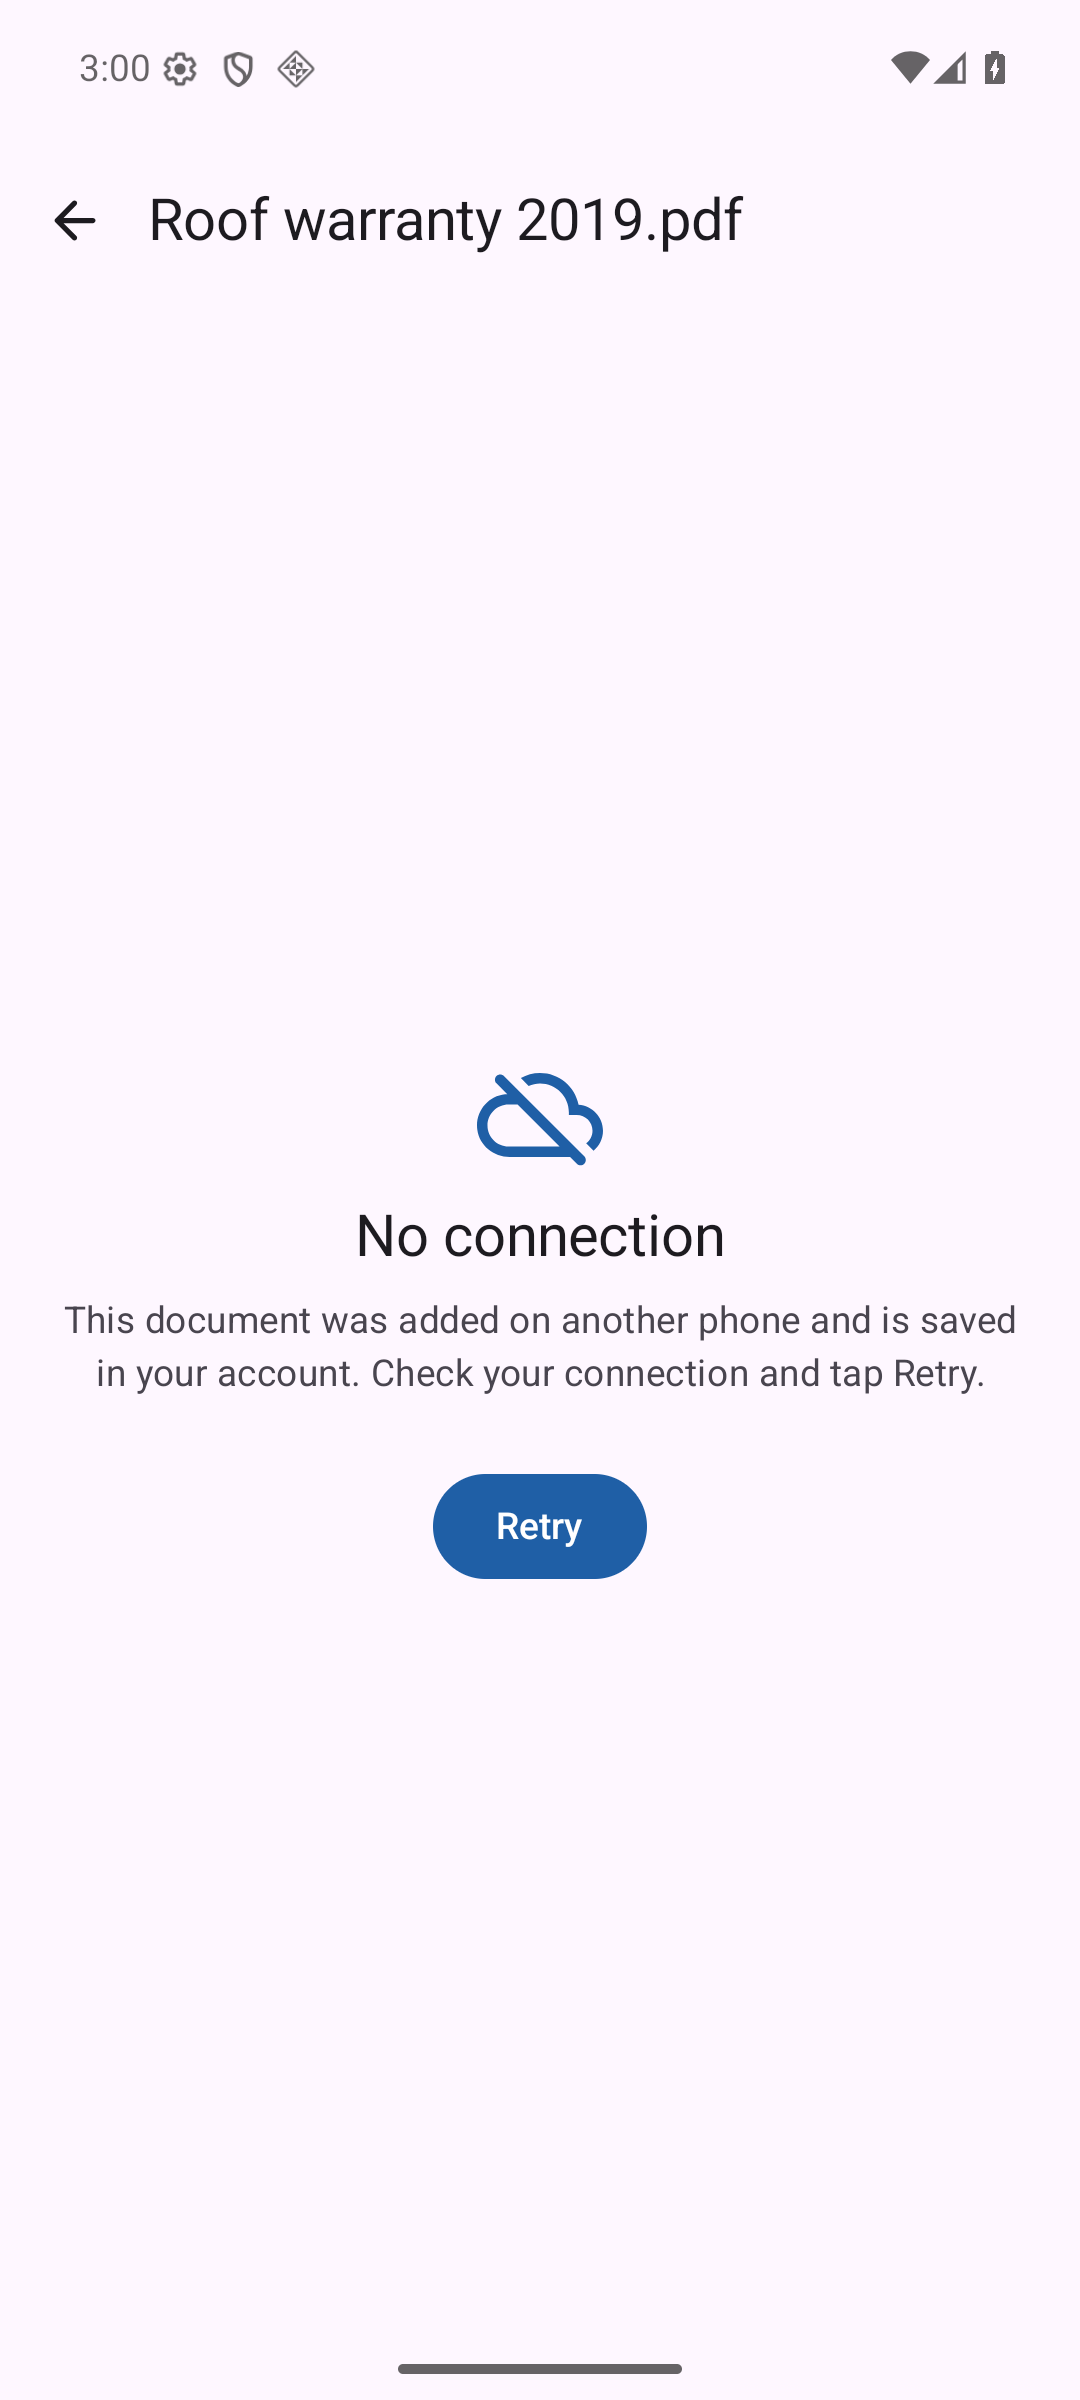 3:00
Roof warranty 2019.pdf
No connection
This document was added on another phone and is saved
in your account. Check your connection and tap Retry.
Retry